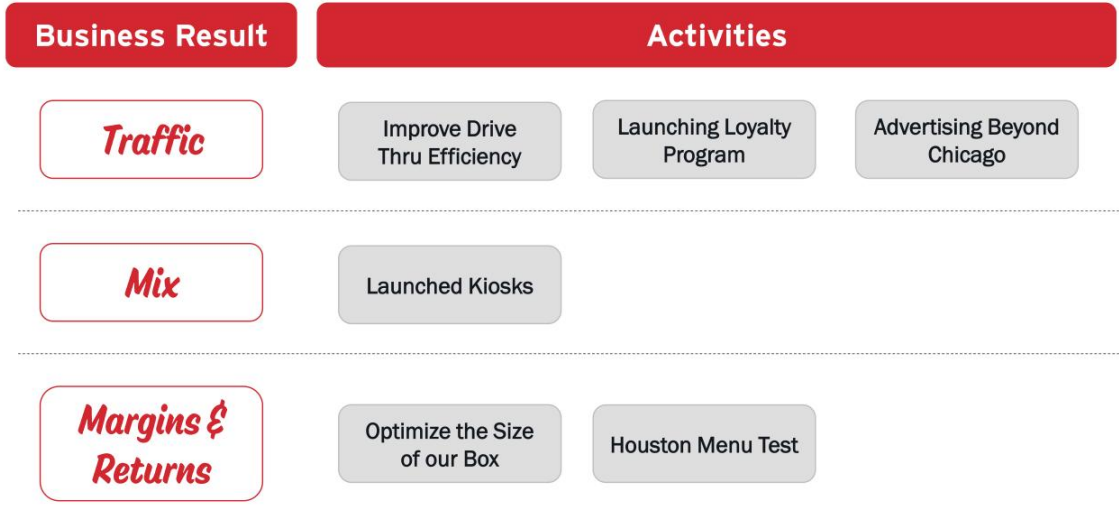 Business Result
Activities
Traffic
Improve Drive
Thru Efficiency
Launching Loyalty
Program
Advertising Beyond
Chicago
Mix
Launched Kiosks
Margins &
Returns
Optimize the Size
of our Box
Houston Menu Test